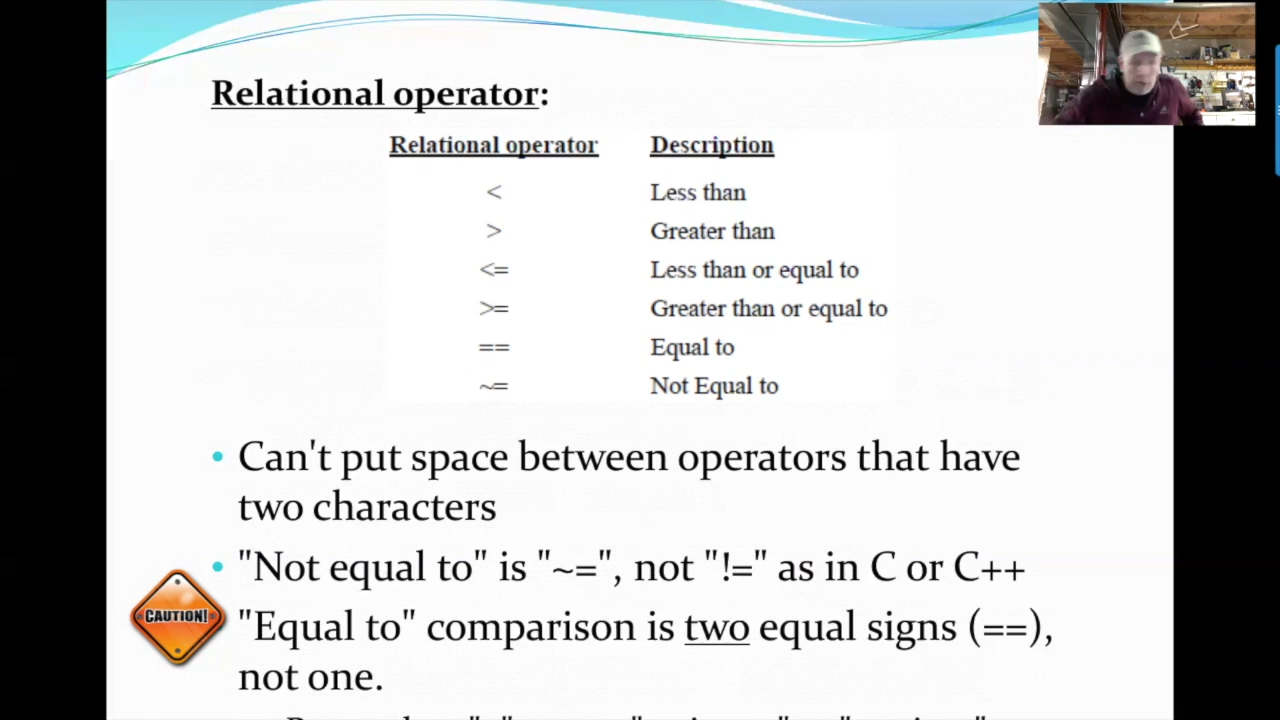 Relational operator:
Relational operator Description
< Less than
> Greater than
<= Less than or equal to
>= Greater than or equal to
== Equal to
~= Not Equal to
• Can't put space between operators that have
two characters
• "Not equal to" is "~=", not "!=" as in C or C++
CAUTION!
"Equal to" comparison is two equal signs (==),
not one.